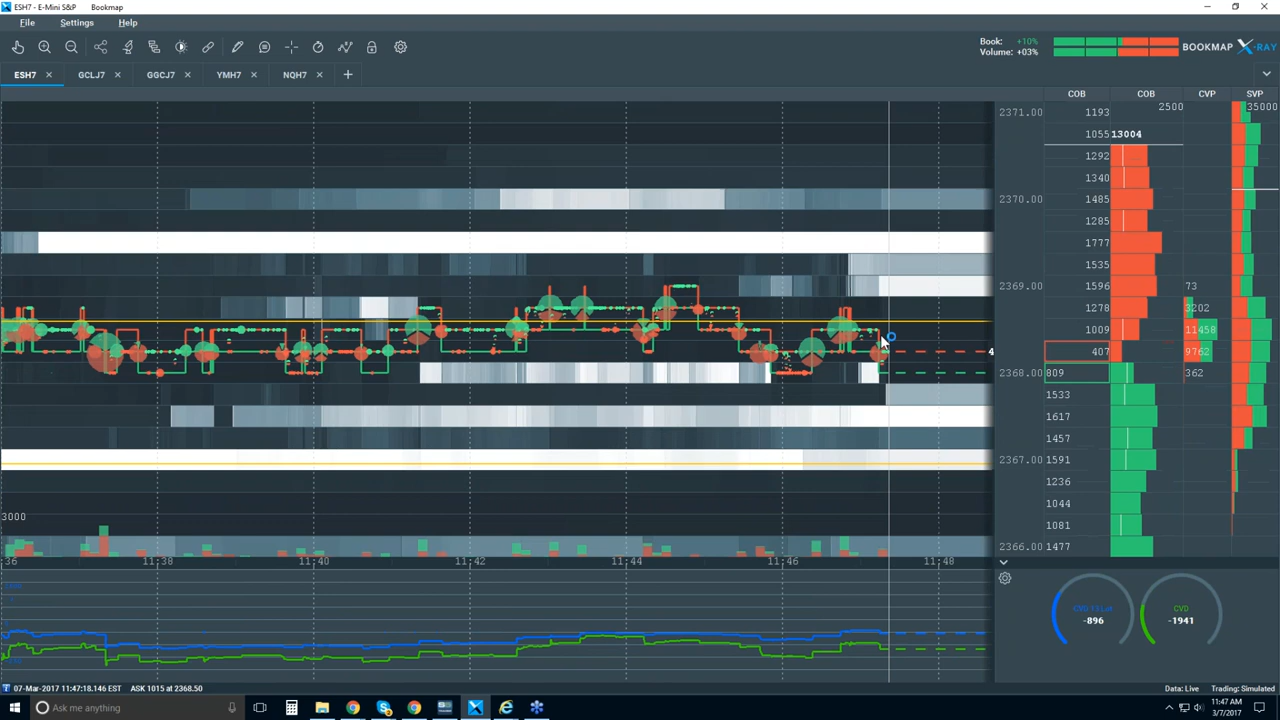 ESH7 - E-Mini S&P Bookmap
File Settings Help
Book: +10%
Volume: +03%
BOOKMAP X-RAY
ESH7 × GCLJ7 × GGCJ7 × YMH7 × NQH7 × +
COB COB CVP SVP
2500 35000
2371.00 1193
1055 13004
1292
1340
2370.00 1485
1285
1777
1535
2369.00 1596 73
1278 3202
1009 11458
4 407 9762
2368.00 809 362
1533
1617
1457
2367.00 1591
1236
1044
3000
1081
2366.00 1477
36 11:38 11:40 11:42 11:44 11:46 11:48
CVD -896
CVD -1941
07-Mar-2017 11:47:18.146 EST ASK 1015 at 2368.50
Data: Live Trading: Simulated
Ask me anything
11:47 AM
3/7/2017